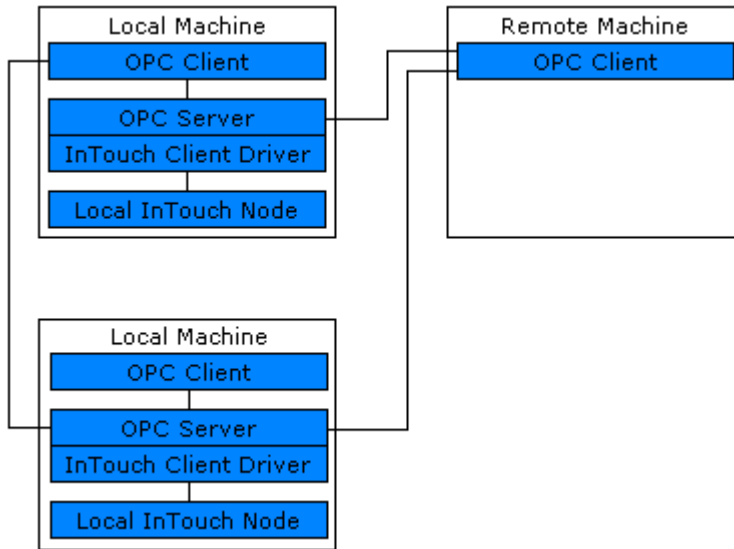 Local Machine
OPC Client
OPC Server
InTouch Client Driver
Local InTouch Node
Remote Machine
OPC Client
Local Machine
OPC Client
OPC Server
InTouch Client Driver
Local InTouch Node